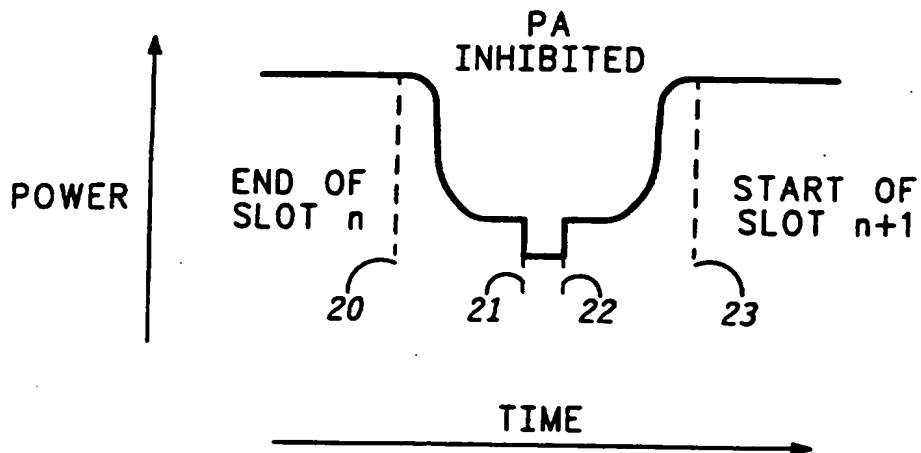 PA
INHIBITED
POWER
END OF
SLOT n
START OF
SLOT n+1
20
21
22
23
TIME